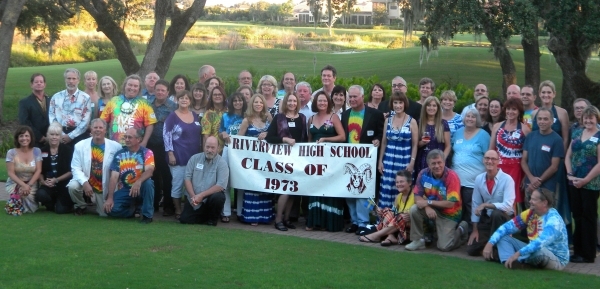 RIVERVIEW HIGH SCHOOL
CLASS OF
1973